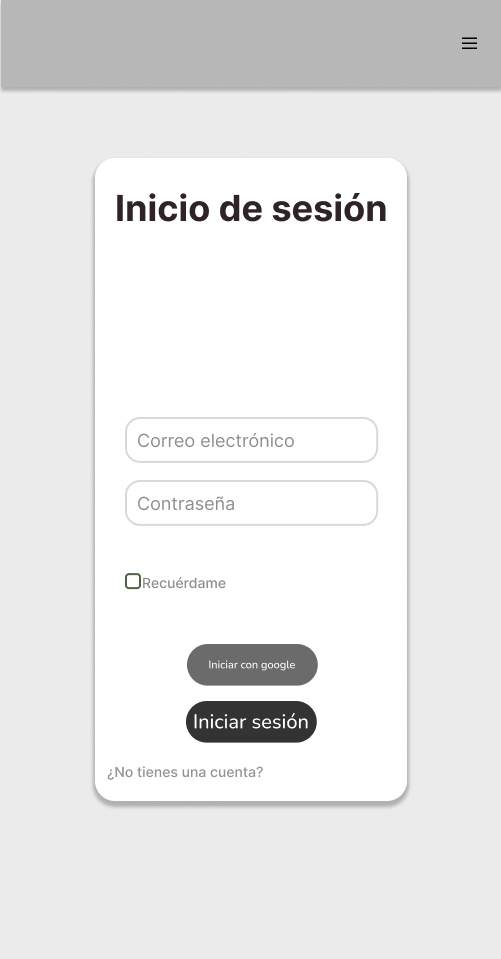 Inicio de sesión
Correo electrónico
Contraseña
Recuérdame
Iniciar con google
Iniciar sesión
¿No tienes una cuenta?